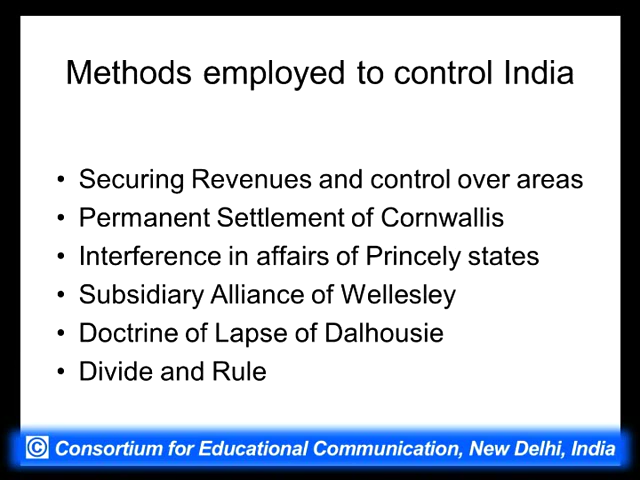 Methods employed to control India
• Securing Revenues and control over areas
• Permanent Settlement of Cornwallis
• Interference in affairs of Princely states
• Subsidiary Alliance of Wellesley
• Doctrine of Lapse of Dalhousie
• Divide and Rule
© Consortium for Educational Communication, New Delhi, India